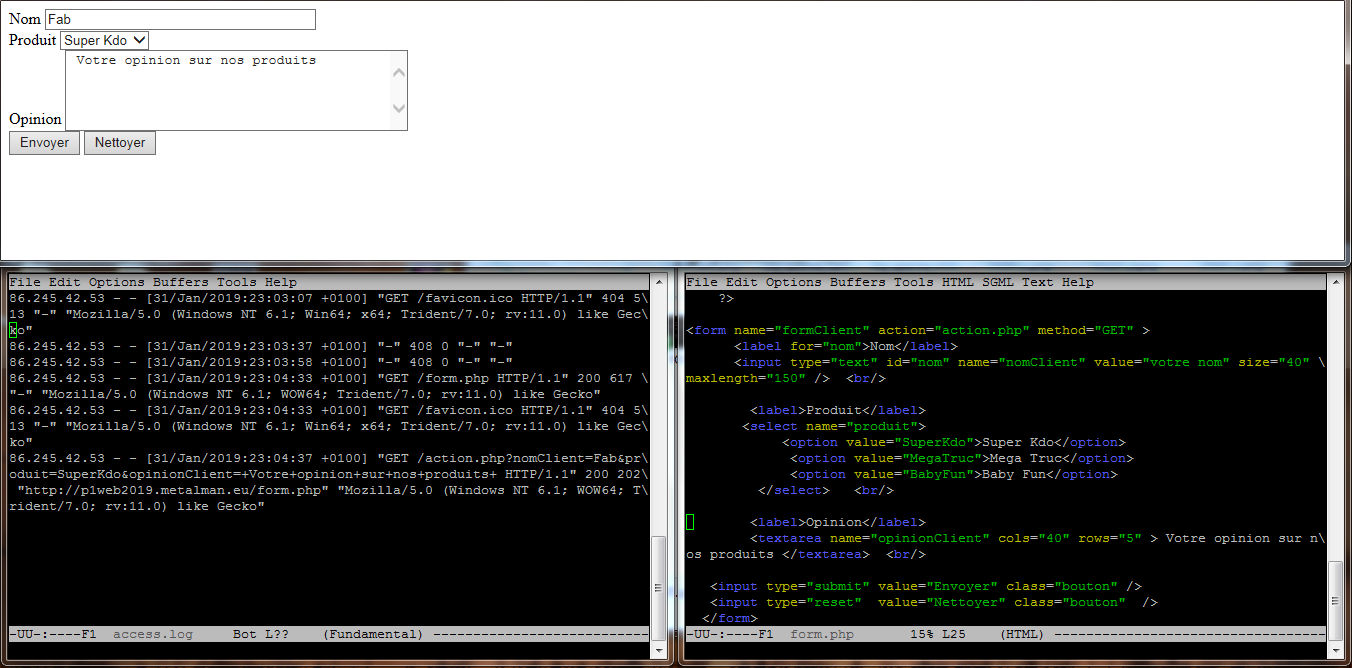 Nom Fab
Produit Super Kdo
Votre opinion sur nos produits
Opinion
Envoyer Nettoyer
File Edit Options Buffers Tools Help
86.245.42.53 - - [31/Jan/2019:23:03:07 +0100] "GET /favicon.ico HTTP/1.1" 404 5\
13 "-" "Mozilla/5.0 (Windows NT 6.1; Win64; x64; Trident/7.0; rv:11.0) like Gec\
ko"
86.245.42.53 - - [31/Jan/2019:23:03:37 +0100] "-" 408 0 "-" "-"
86.245.42.53 - - [31/Jan/2019:23:03:58 +0100] "-" 408 0 "-" "-"
86.245.42.53 - - [31/Jan/2019:23:04:33 +0100] "GET /form.php HTTP/1.1" 200 617 \
"-" "Mozilla/5.0 (Windows NT 6.1; WOW64; Trident/7.0; rv:11.0) like Gecko"
86.245.42.53 - - [31/Jan/2019:23:04:33 +0100] "GET /favicon.ico HTTP/1.1" 404 5\
13 "-" "Mozilla/5.0 (Windows NT 6.1; Win64; x64; Trident/7.0; rv:11.0) like Gec\
ko"
86.245.42.53 - - [31/Jan/2019:23:04:37 +0100] "GET /action.php?nomClient=Fab&pr\
oduit=SuperKdo&opinionClient=+Votre+opinion+sur+nos+produits+ HTTP/1.1" 200 202\
"http://p1web2019.metalman.eu/form.php" "Mozilla/5.0 (Windows NT 6.1; WOW64; T\
rident/7.0; rv:11.0) like Gecko"
-UU-:----F1 access.log Bot L?? (Fundamental) ---------------------------
File Edit Options Buffers Tools HTML SGML Text Help
?>
<form name="formClient" action="action.php" method="GET" >
<label for="nom">Nom</label>
<input type="text" id="nom" name="nomClient" value="votre nom" size="40" \
maxlength="150" /> <br/>
<label>Produit</label>
<select name="produit">
<option value="SuperKdo">Super Kdo</option>
<option value="MegaTruc">Mega Truc</option>
<option value="BabyFun">Baby Fun</option>
</select> <br/>
<label>Opinion</label>
<textarea name="opinionClient" cols="40" rows="5" > Votre opinion sur n\
os produits </textarea> <br/>
<input type="submit" value="Envoyer" class="bouton" />
<input type="reset" value="Nettoyer" class="bouton" />
</form>
-UU-:----F1 form.php 15% L25 (HTML) ----------------------------------